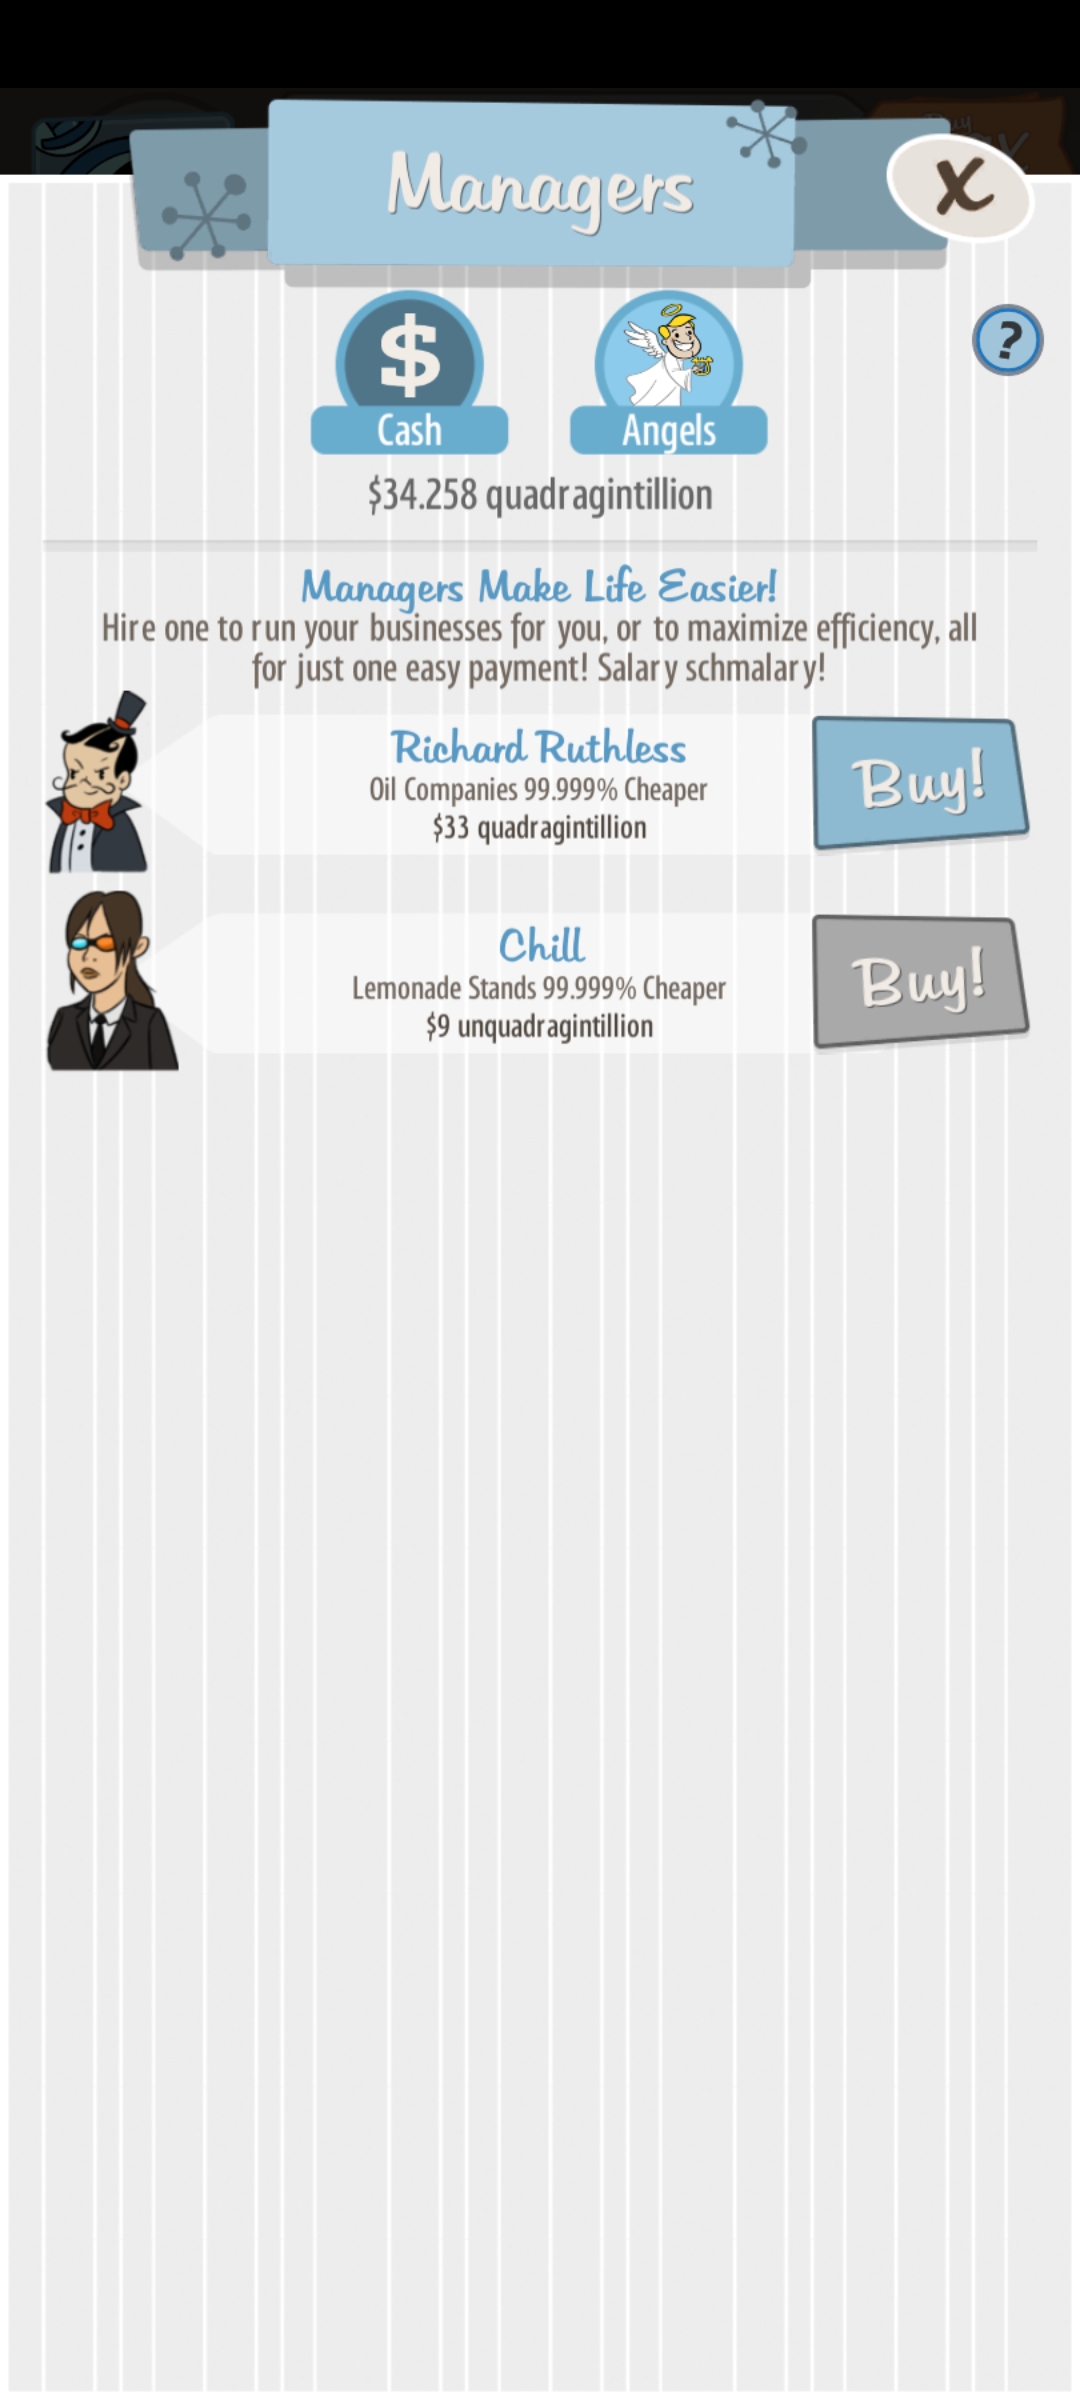 Buy
Managers
X
$
?
Cash
Angels
$34.258 quadragintillion
Managers Make Life Easier!
Hire one to run your businesses for you, or to maximize efficiency, all
for just one easy payment! Salary schmalary!
Richard Ruthless
Oil Companies 99.999% Cheaper
$33 quadragintillion
Buy!
Chill
Lemonade Stands 99.999% Cheaper
$9 unquadragintillion
Buy!